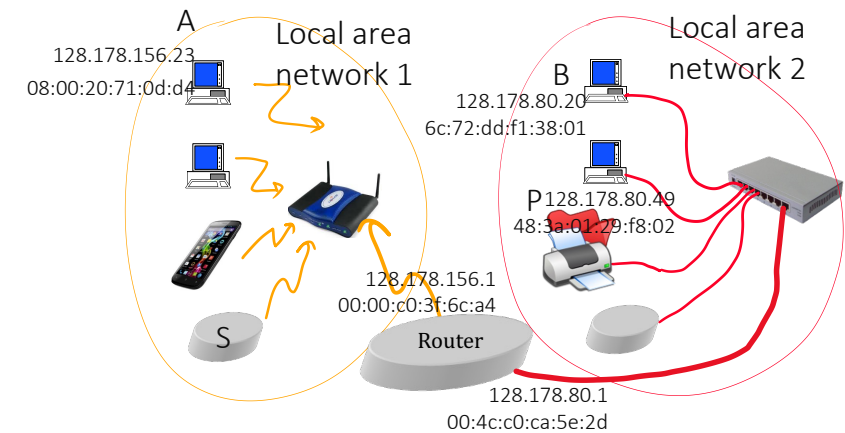 A
Local area
network 1
128.178.156.23
08:00:20:71:0d:d4
Local area
network 2
B
128.178.80.20
6c:72:dd:f1:38:01
P
128.178.80.49
48:3a:01:29:f8:02
128.178.156.1
00:00:c0:3f:6c:a4
S
Router
128.178.80.1
00:4c:c0:ca:5e:2d